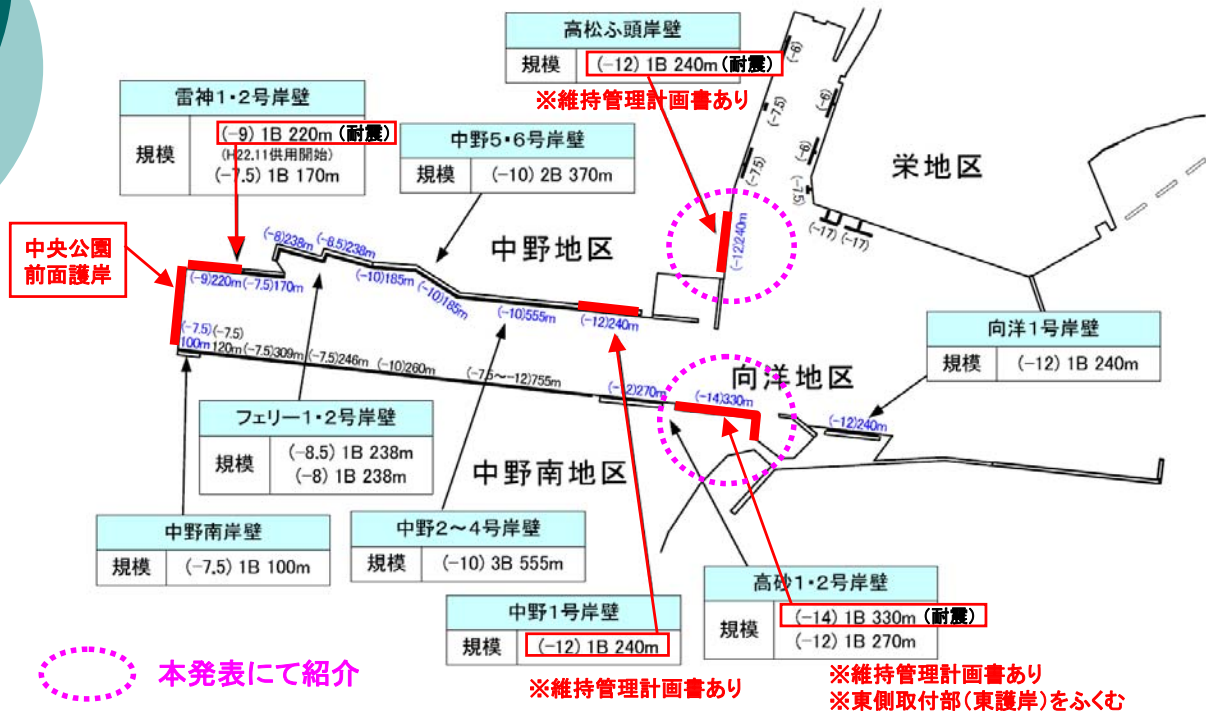 高松ふ頭岸壁
規模 (-12) 1B 240m(耐震)
※維持管理計画書あり
雷神1・2号岸壁
規模 (-9) 1B 220m(耐震)
(H22.11供用開始)
(-7.5) 1B 170m
中野5・6号岸壁
規模 (-10) 2B 370m
(-6)
(-7.5)
(-6)
(-6)
(-7.5)
(-7.5)
(-17) (-17)
栄地区
(-12)240m
中央公園
前面護岸
中野地区
(-8)238m (-8.5)238m
(-9)220m (-7.5)170m
(-10)185m
(-10)185m
(-10)555m
(-12)240m
(-7.5) (-7.5)
100m 120m (-7.5)309m (-7.5)246m (-10)260m
(-7.5~-12)755m
(-12)270m
(-14)330m
向洋地区
(-12)240m
向洋1号岸壁
規模 (-12) 1B 240m
フェリー1・2号岸壁
規模 (-8.5) 1B 238m
(-8) 1B 238m
中野南地区
中野南岸壁
規模 (-7.5) 1B 100m
中野2~4号岸壁
規模 (-10) 3B 555m
中野1号岸壁
規模 (-12) 1B 240m
※維持管理計画書あり
高砂1・2号岸壁
規模 (-14) 1B 330m (耐震)
(-12) 1B 270m
※維持管理計画書あり
※東側取付部(東護岸)をふくむ
本発表にて紹介